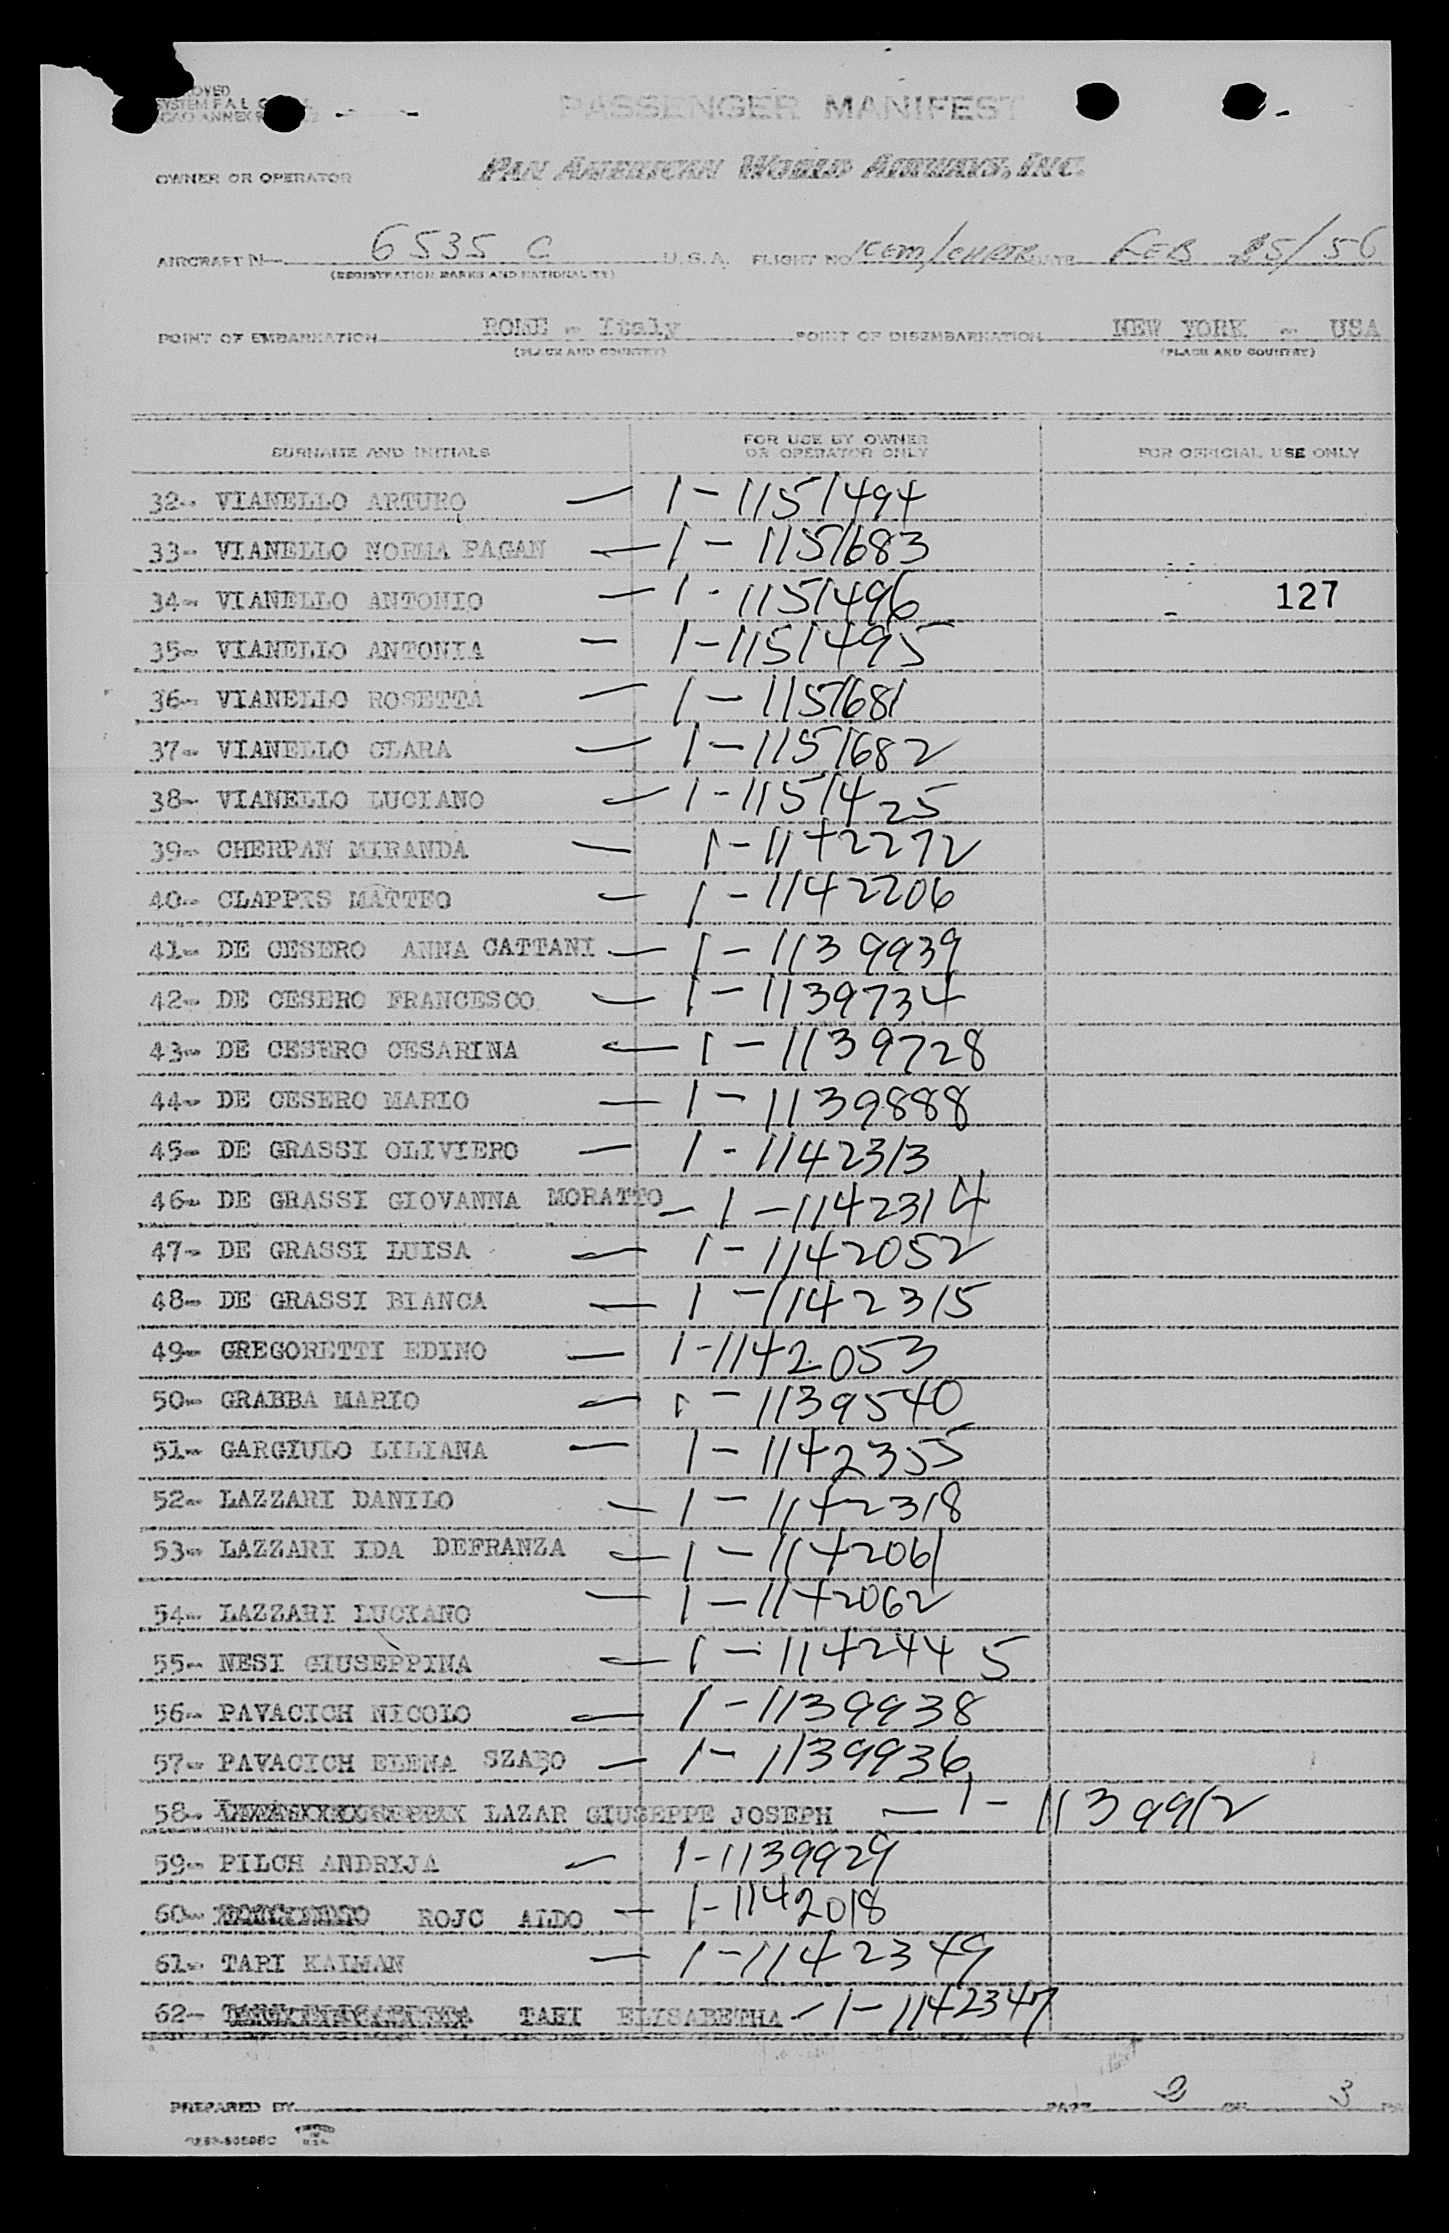 PASSENGER MANIFEST
OWNER OR OPERATOR PAN AMERICAN WORLD AIRWAYS, INC.
AIRCRAFT N 6535 C U.S.A. FLIGHT NO ICEM/CHRTR DATE FEB 25/56
(REGISTRATION MARKS AND NATIONALITY)
POINT OF EMBARKATION ROME - Italy POINT OF DISEMBARKATION NEW YORK - USA
(PLACE AND COUNTRY) (PLACE AND COUNTRY)
SURNAME AND INITIALS FOR USE BY OWNER OR OPERATOR ONLY FOR OFFICIAL USE ONLY
32- VIANELLO ARTURO — 1-1151494
33- VIANELLO NORMA PAGAN — 1-1151683
34- VIANELLO ANTONIO — 1-1151496 127
35- VIANELLO ANTONIA — 1-1151495
36- VIANELLO ROSETTA — 1-1151681
37- VIANELLO CLARA — 1-1151682
38- VIANELLO LUCIANO — 1-1151425
39- CHERPAN MIRANDA — 1-1142272
40- CLAPPIS MATTEO — 1-1142206
41- DE CESERO ANNA CATTANI — 1-1139939
42- DE CESERO FRANCESCO — 1-1139734
43- DE CESERO CESARINA — 1-1139728
44- DE CESERO MARIO — 1-1139888
45- DE GRASSI OLIVIERO — 1-1142313
46- DE GRASSI GIOVANNA MORATTO — 1-1142314
47- DE GRASSI LUISA — 1-1142052
48- DE GRASSI BIANCA — 1-1142315
49- GREGORETTI EDINO — 1-1142053
50- GRABBA MARIO — 1-1139540
51- GARGIULO LILIANA — 1-1142355
52- LAZZARI DANILO — 1-1142318
53- LAZZARI IDA DEFRANZA — 1-1142061
54- LAZZARI LUCIANO — 1-1142062
55- NESI GIUSEPPINA — 1-1142445
56- PAVACICH NICOLO — 1-1139938
57- PAVACICH ELENA SZABO — 1-1139936
58- LAZAR GIUSEPPE JOSEPH — 1-1139912
59- PILCH ANDRIJA — 1-1139929
60- ROJC ALDO — 1-1142018
61- TARI KALMAN — 1-1142349
62- TARI ELISABETHA — 1-1142347
PREPARED BY PAGE 2 OF 3